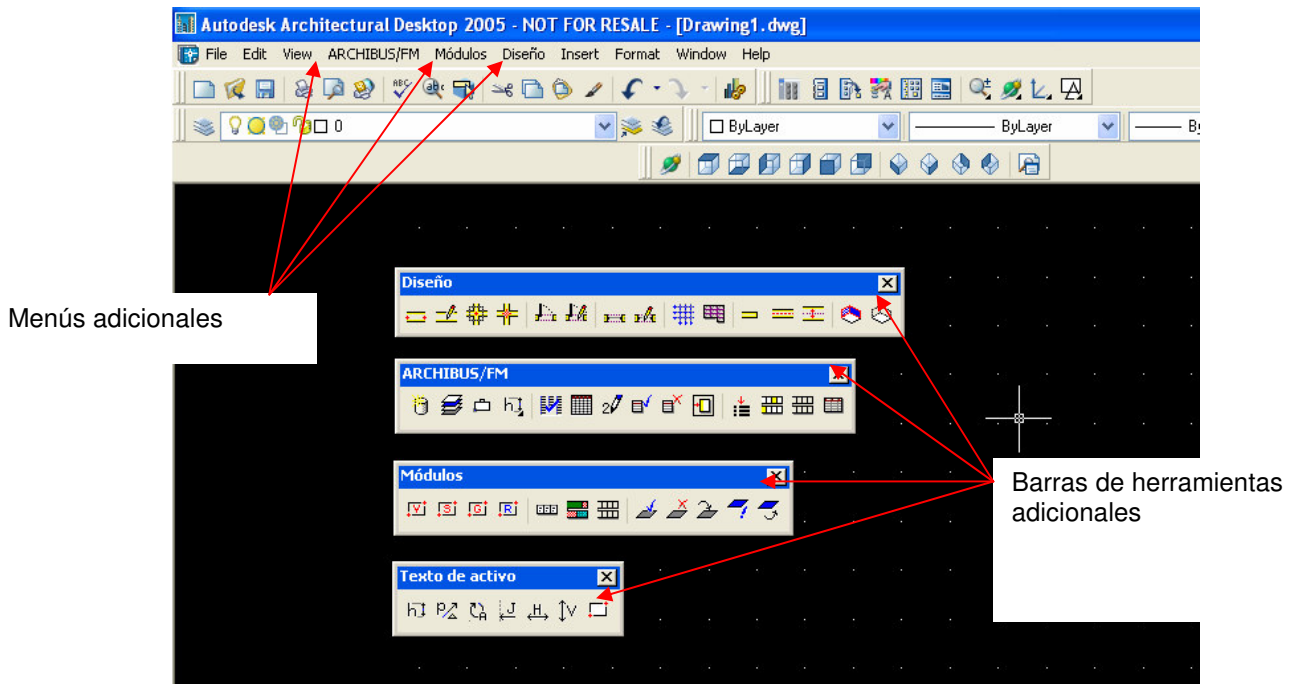 Autodesk Architectural Desktop 2005 - NOT FOR RESALE - [Drawing1.dwg]
File Edit View ARCHIBUS/FM Módulos Diseño Insert Format Window Help
0 ByLayer ByLayer
Diseño
Menús adicionales
ARCHIBUS/FM
Módulos
Barras de herramientas
adicionales
Texto de activo